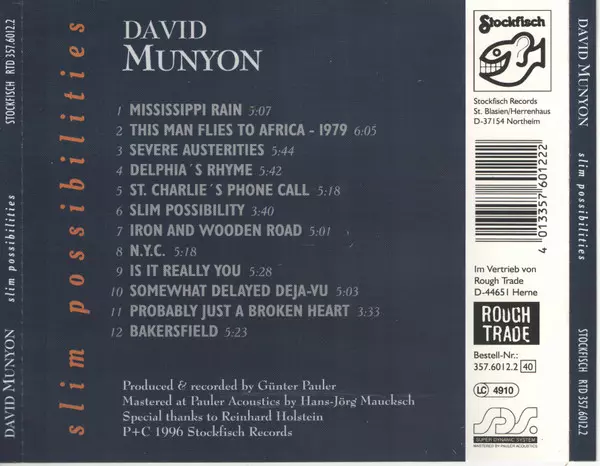 STOCKFISCH RTD 357.6012.2
slim possibilities
DAVID MUNYON
slim possibilities
DAVID
MUNYON
1 MISSISSIPPI RAIN 5:07
2 THIS MAN FLIES TO AFRICA - 1979 6:05
3 SEVERE AUSTERITIES 5:44
4 DELPHIA´S RHYME 5:42
5 ST. CHARLIE´S PHONE CALL 5:18
6 SLIM POSSIBILITY 3:40
7 IRON AND WOODEN ROAD 5:01
8 N.Y.C. 5:18
9 IS IT REALLY YOU 5:28
10 SOMEWHAT DELAYED DEJA-VU 5:03
11 PROBABLY JUST A BROKEN HEART 3:33
12 BAKERSFIELD 5:23
Produced & recorded by Günter Pauler
Mastered at Pauler Acoustics by Hans-Jörg Maucksch
Special thanks to Reinhard Holstein
P+C 1996 Stockfisch Records
Stockfisch
Stockfisch Records
St. Blasien/Herrenhaus
D-37154 Northeim
4 013357 601222
Im Vertrieb von
Rough Trade
D-44651 Herne
ROUGH
TRADE
Bestell-Nr.:
357.6012.2 40
LC 4910
SDS
SUPER DYNAMIC SYSTEM
MASTERED BY PAULER ACOUSTICS
DAVID MUNYON
slim possibilities
STOCKFISCH RTD 357.6012.2